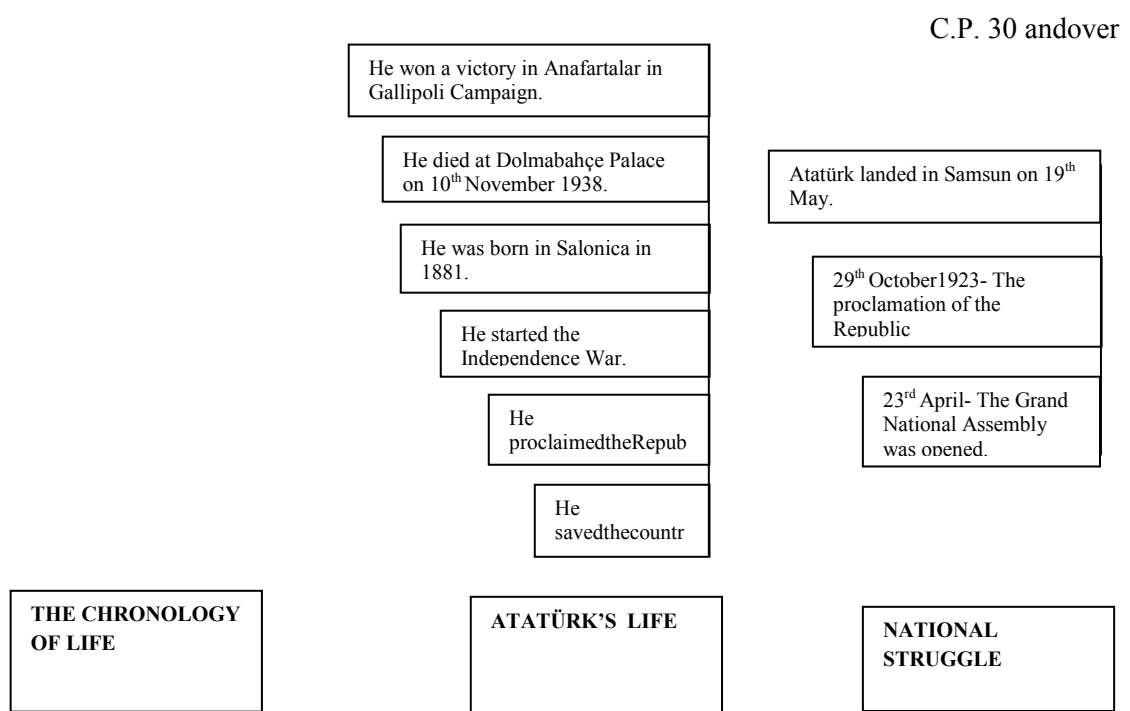 C.P. 30 andover
He won a victory in Anafartalar in
Gallipoli Campaign.
He died at Dolmabahçe Palace
on 10th November 1938.
He was born in Salonica in
1881.
He started the
Independence War.
He
proclaimedtheRepub
He
savedthecountr
Atatürk landed in Samsun on 19th
May.
29th October1923- The
proclamation of the
Republic
23rd April- The Grand
National Assembly
was opened.
THE CHRONOLOGY
OF LIFE
ATATÜRK'S LIFE
NATIONAL
STRUGGLE